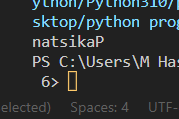 ython/Python310/
sktop/python prog
natsikaP
PS C:\Users\M Has
 6>
elected) Spaces: 4 UTF-